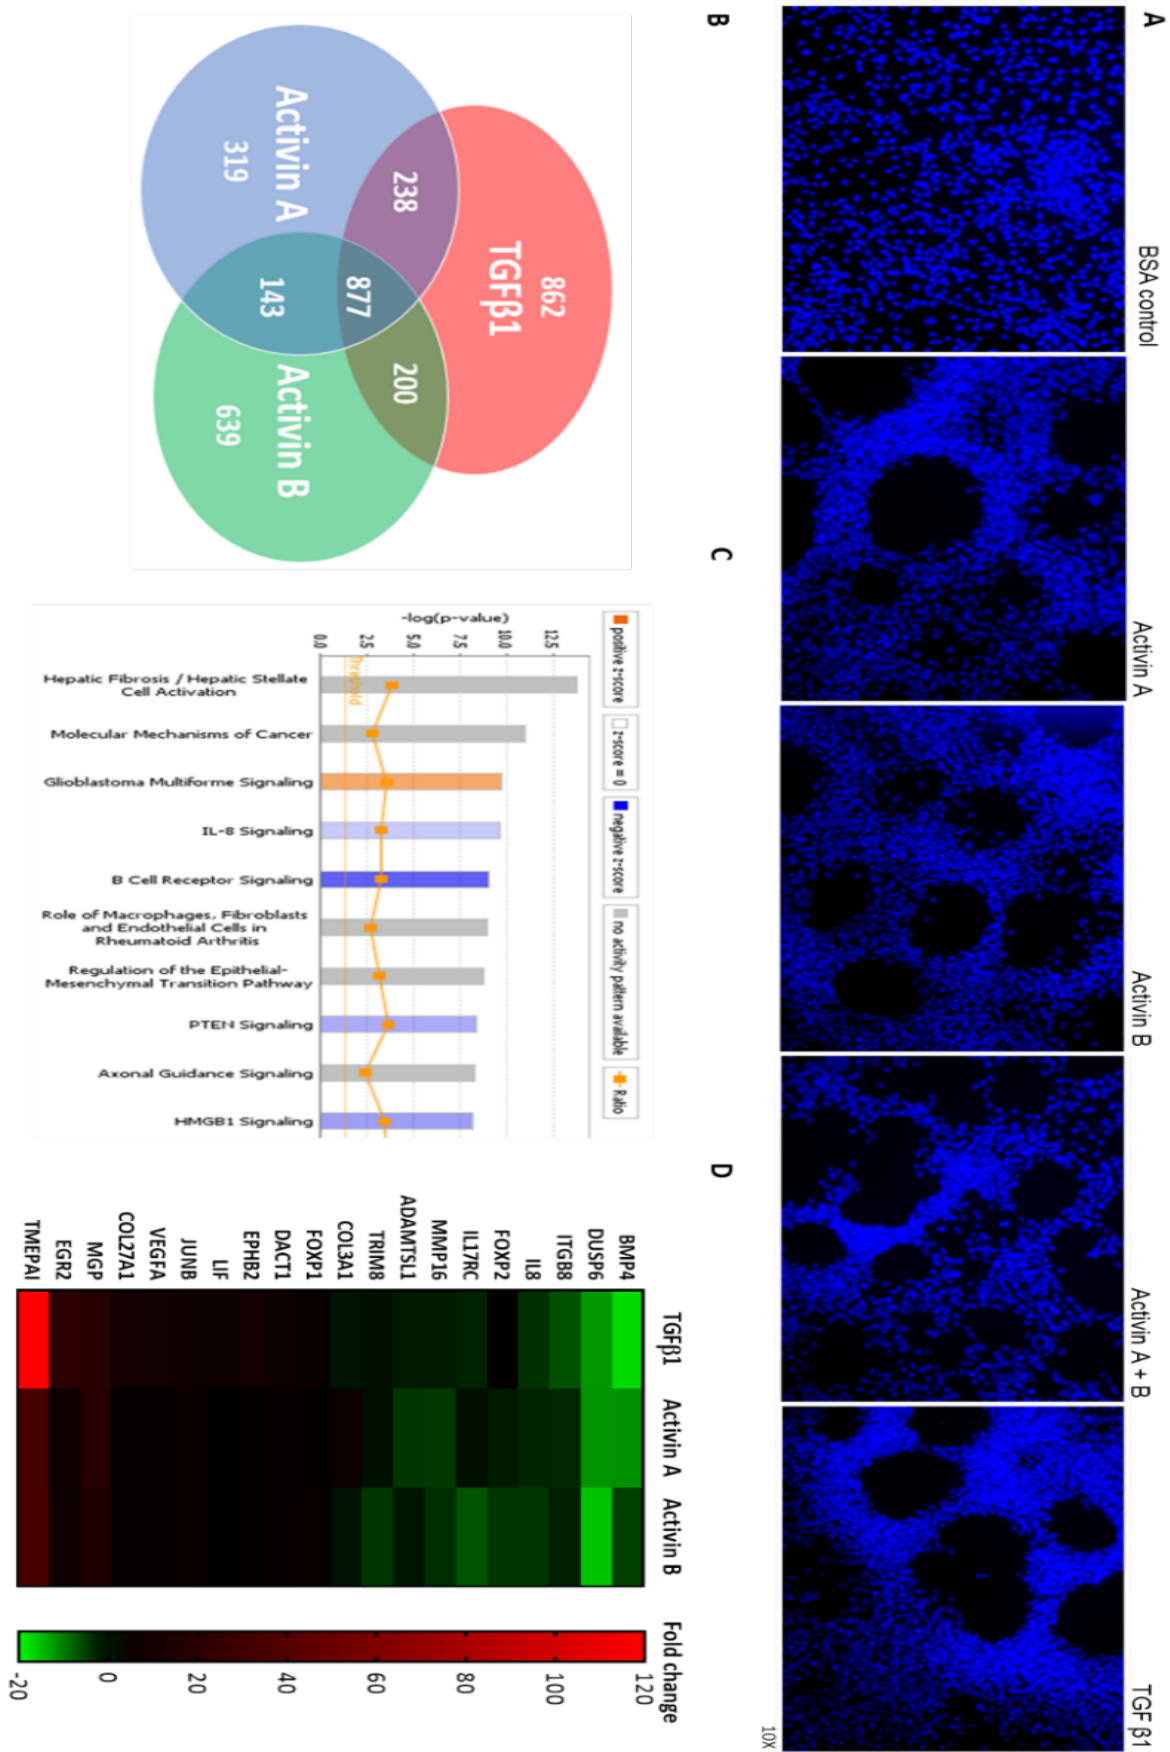 A
BSA control
Activin A
Activin B
Activin A + B
TGF β1
10X
B
TGFβ1
862
238
877
200
Activin A
319
143
Activin B
639
C
positive z-score
z-score = 0
negative z-score
no activity pattern available
Ratio
-log(p-value)
12.5
10.0
7.5
5.0
2.5
0.0
Threshold
Hepatic Fibrosis / Hepatic Stellate
Cell Activation
Molecular Mechanisms of Cancer
Glioblastoma Multiforme Signaling
IL-8 Signaling
B Cell Receptor Signaling
Role of Macrophages, Fibroblasts
and Endothelial Cells in
Rheumatoid Arthritis
Regulation of the Epithelial-
Mesenchymal Transition Pathway
PTEN Signaling
Axonal Guidance Signaling
HMGB1 Signaling
D
TGFβ1
Activin A
Activin B
BMP4
DUSP6
ITGB8
IL8
FOXP2
IL17RC
MMP16
ADAMTSL1
TRIM8
COL3A1
FOXP1
DACT1
EPHB2
LIF
JUNB
VEGFA
COL27A1
MGP
EGR2
TMEPAI
Fold change
120
100
80
60
40
20
0
-20